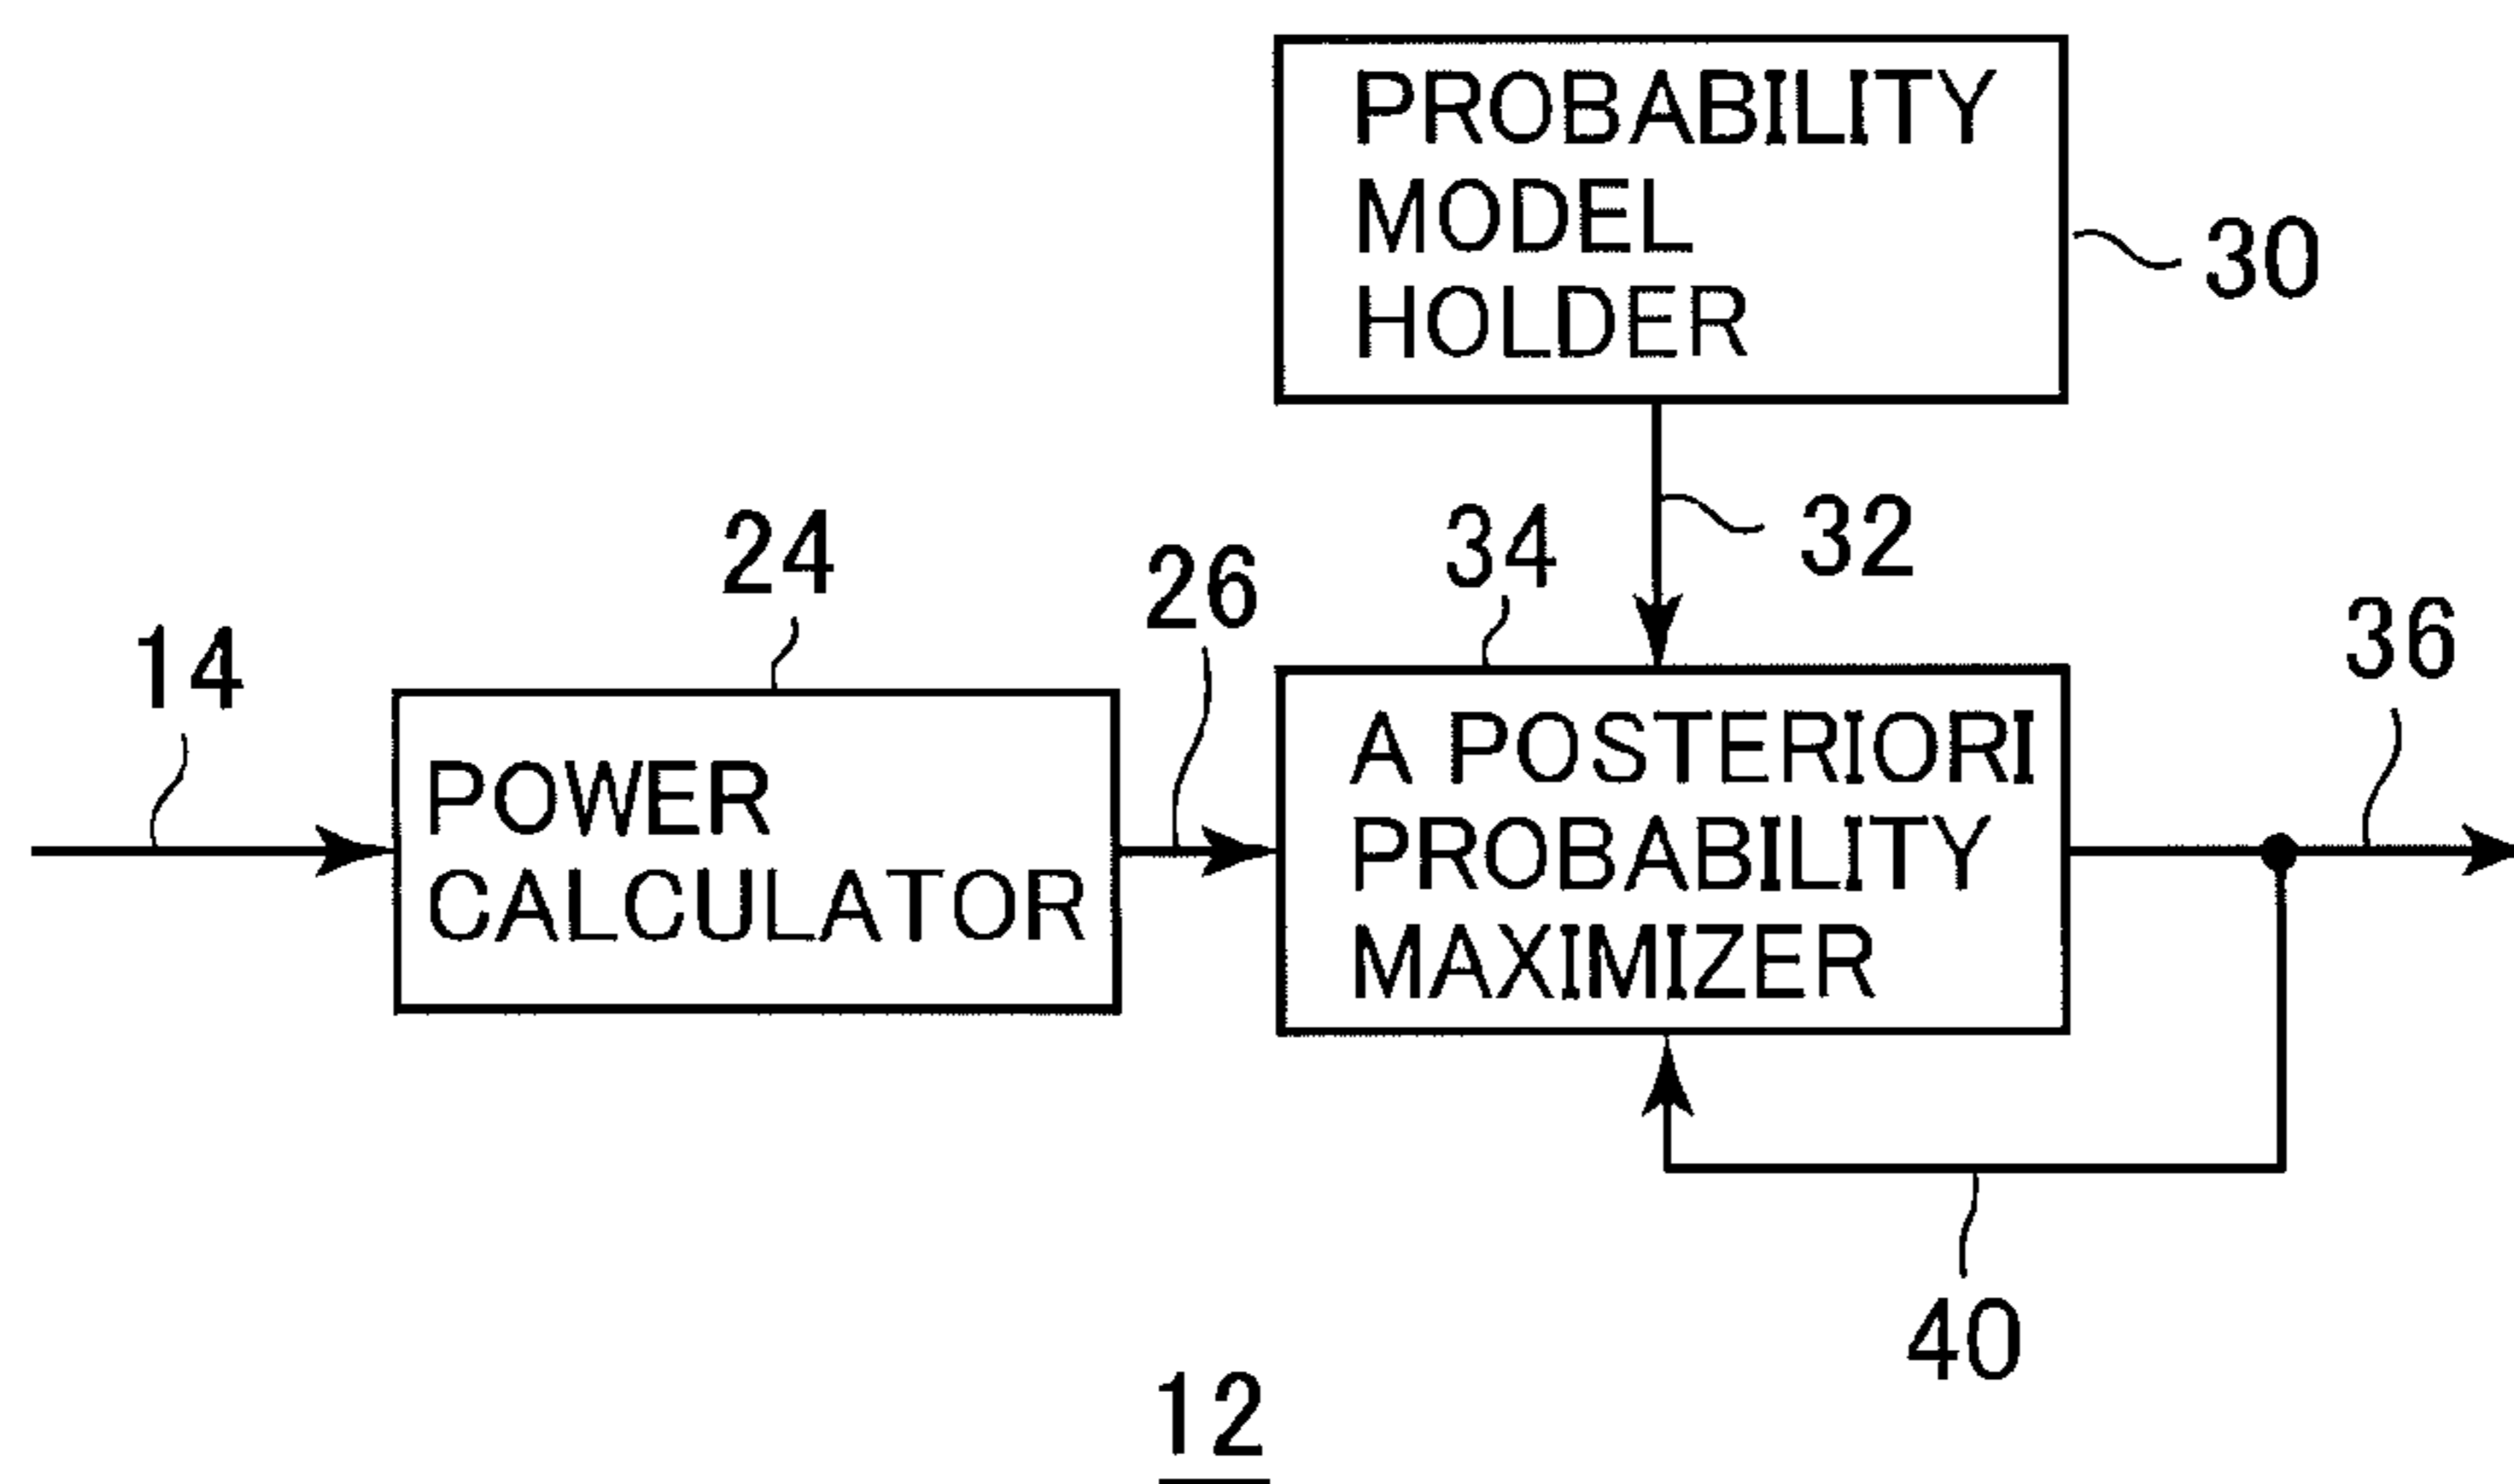 PROBABILITY
MODEL
HOLDER
30
32
34
24
26
14
36
POWER
CALCULATOR
A POSTERIORI
PROBABILITY
MAXIMIZER
40
12